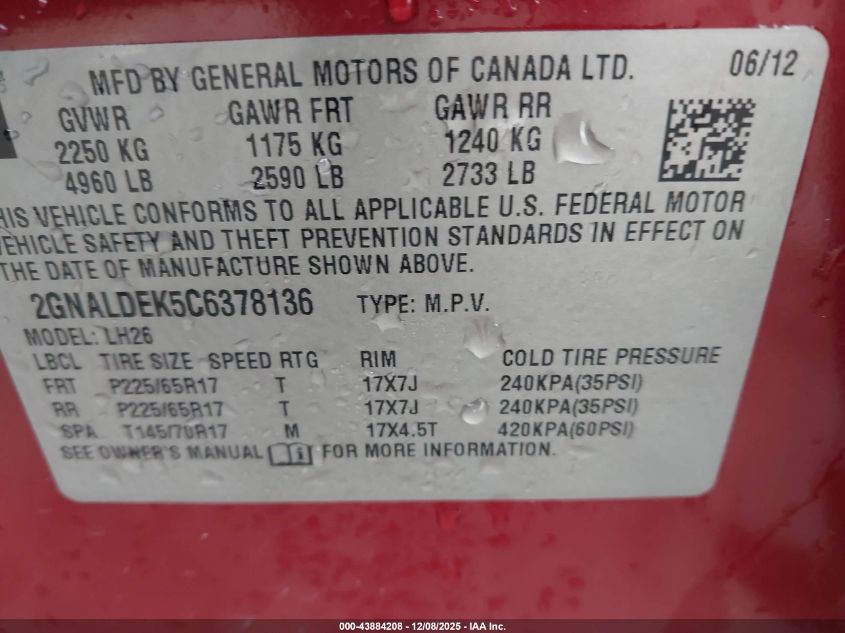 MFD BY GENERAL MOTORS OF CANADA LTD. 06/12
GVWR GAWR FRT GAWR RR
2250 KG 1175 KG 1240 KG
4960 LB 2590 LB 2733 LB
HIS VEHICLE CONFORMS TO ALL APPLICABLE U.S. FEDERAL MOTOR
VEHICLE SAFETY AND THEFT PREVENTION STANDARDS IN EFFECT ON
THE DATE OF MANUFACTURE SHOWN ABOVE.
2GNALDEK5C6378136 TYPE: M.P.V.
MODEL: LH26
LBCL TIRE SIZE SPEED RTG RIM COLD TIRE PRESSURE
FRT P225/65R17 T 17X7J 240KPA(35PSI)
RR P225/65R17 T 17X7J 240KPA(35PSI)
SPA T145/70R17 M 17X4.5T 420KPA(60PSI)
SEE OWNER'S MANUAL FOR MORE INFORMATION.
000-43884208 - 12/08/2025 - IAA Inc.